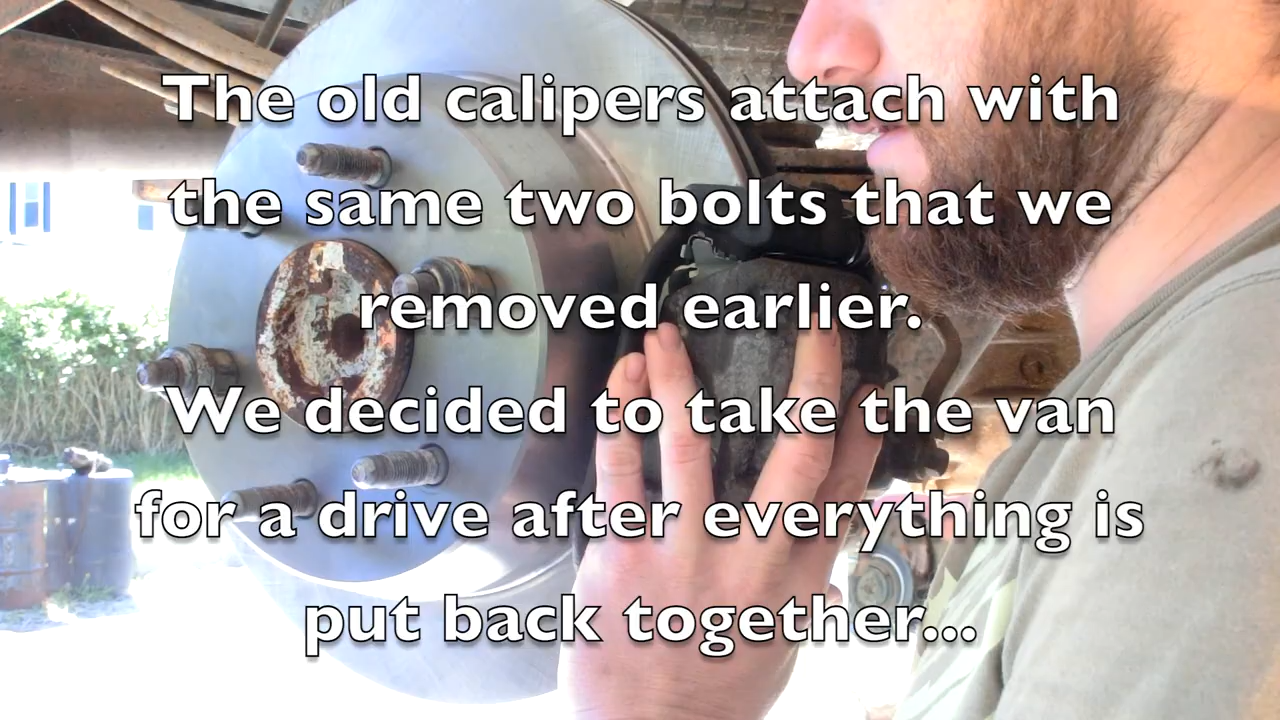 The old calipers attach with
the same two bolts that we
removed earlier.
We decided to take the van
for a drive after everything is
put back together...